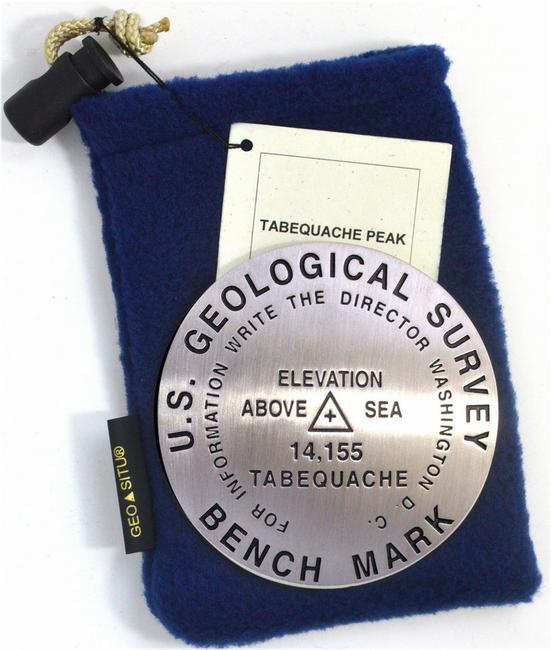 TABEQUACHE PEAK
U.S. GEOLOGICAL SURVEY
FOR INFORMATION WRITE THE DIRECTOR WASHINGTON D. C.
ELEVATION
ABOVE SEA
14,155
TABEQUACHE
BENCH MARK
GEO▲SITU®